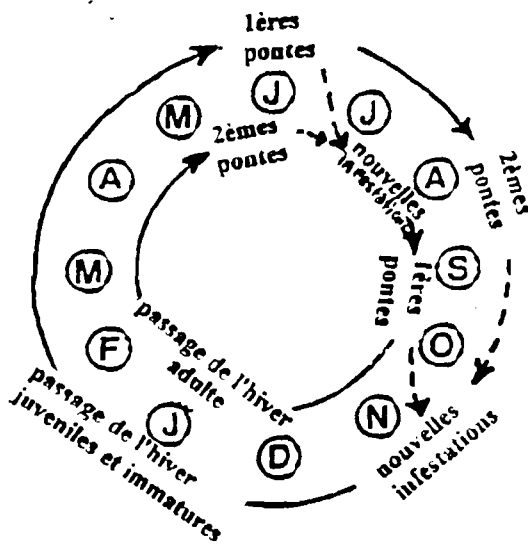 1ères
pontes
J
J
A
S
O
N
D
J
F
M
A
M
2èmes
pontes
2èmes
pontes
nouvelles
infestations
1ères
pontes
nouvelles
infestations
passage de l'hiver
adulte
passage de l'hiver
juveniles et immatures